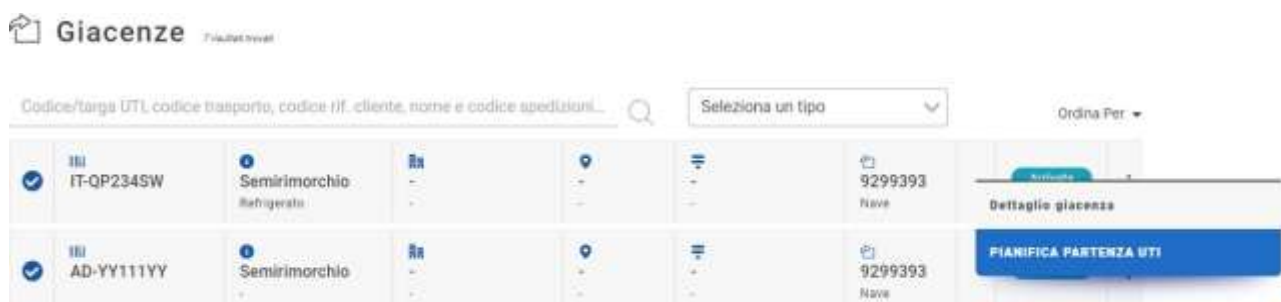 Giacenze
Codice/targa UTI, codice trasporto, codice rif. cliente, nome e codice spedizioni...
Seleziona un tipo
Ordina Per
IT-QP234SW
Semirimorchio
-
-
-
9299393
Refrigerato
-
-
-
Nave
Dettaglio giacenza
PIANIFICA PARTENZA UTI
AD-YY111YY
Semirimorchio
-
-
-
9299393
-
-
-
-
Nave